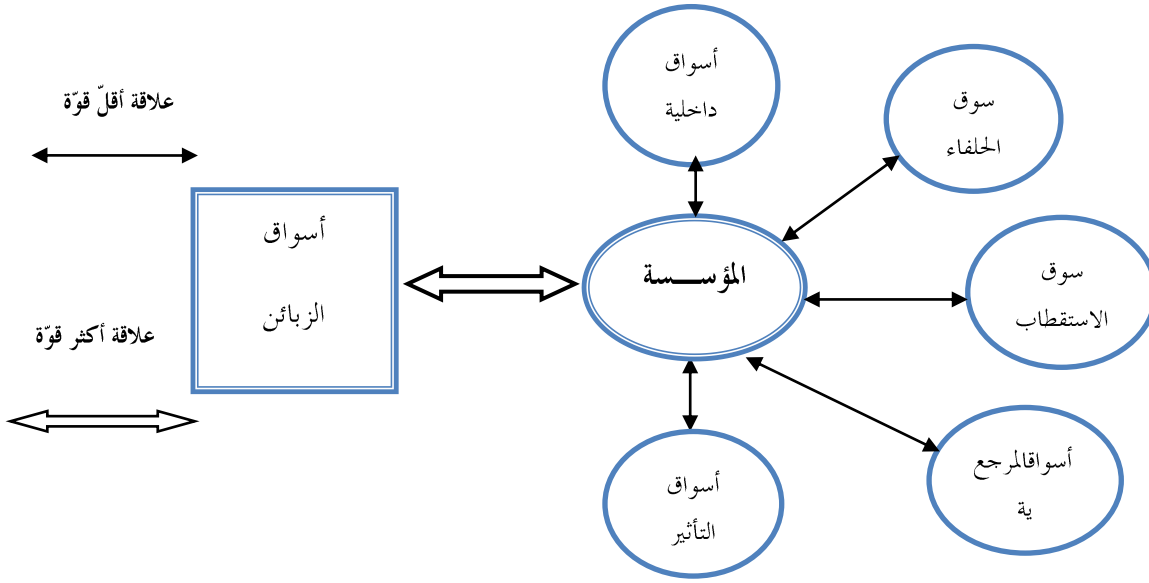 أسواق
داخلية
سوق
الحلفاء
علاقة أقلّ قوّة
أسواق
الزبائن
المؤســـسة
سوق
الاستقطاب
علاقة أكثر قوّة
أسواقالمرجع
ية
أسواق
التأثير